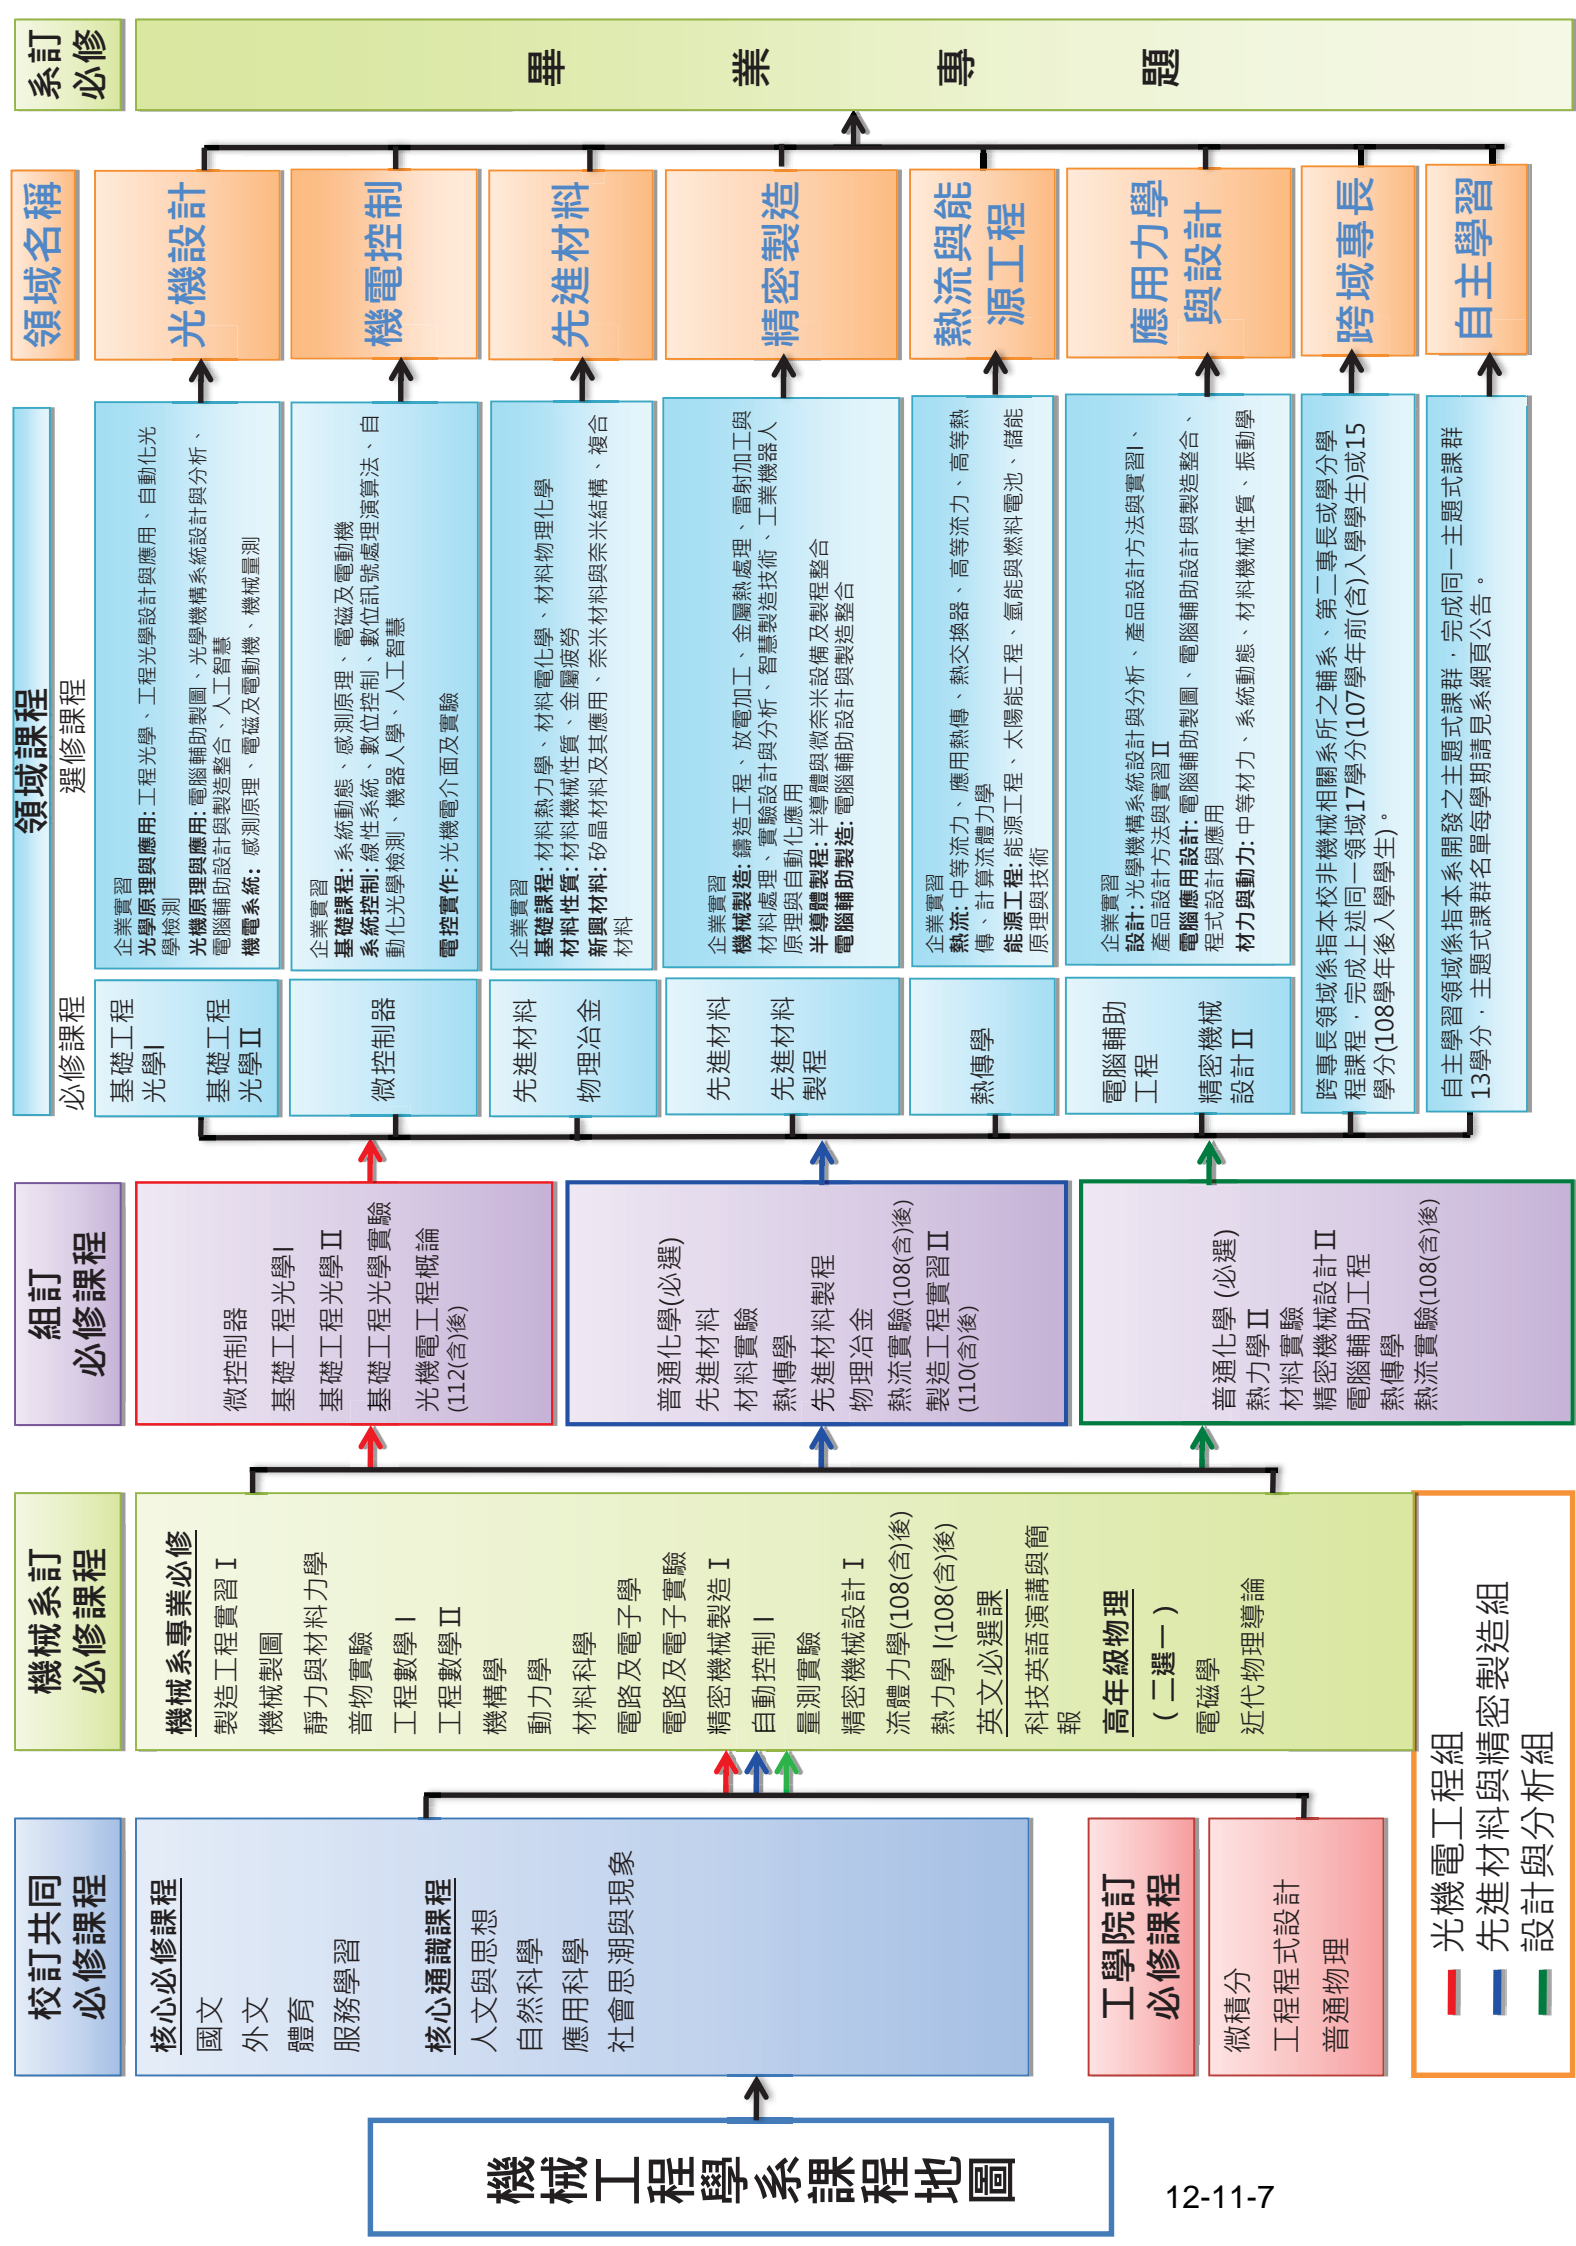 機械工程學系課程地圖
校訂共同
必修課程
核心必修課程
國文
外文
體育
服務學習
核心通識課程
人文與思想
自然科學
應用科學
社會思潮與現象
工學院訂
必修課程
微積分
工程程式設計
普通物理
機械系訂
必修課程
機械系專業必修
製造工程實習Ⅰ
機械製圖
靜力與材料力學
普物實驗
工程數學Ⅰ
工程數學Ⅱ
機構學
動力學
材料科學
電路及電子學
電路及電子實驗
精密機械製造Ⅰ
自動控制Ⅰ
量測實驗
精密機械設計Ⅰ
流體力學(108(含)後)
熱力學Ⅰ(108(含)後)
英文必選課
科技英語演講與簡
報
高年級物理
(二選一)
電磁學
近代物理導論
組訂
必修課程
微控制器
基礎工程光學Ⅰ
基礎工程光學Ⅱ
基礎工程光學實驗
光機電工程概論
(112(含)後)
普通化學(必選)
先進材料
材料實驗
熱傳學
先進材料製程
物理冶金
熱流實驗(108(含)後)
製造工程實習Ⅱ
(110(含)後)
普通化學 (必選)
熱力學Ⅱ
材料實驗
精密機械設計Ⅱ
電腦輔助工程
熱傳學
熱流實驗(108(含)後)
領域課程
必修課程
選修課程
基礎工程
光學Ⅰ
基礎工程
光學Ⅱ
企業實習
光學原理與應用: 工程光學、工程光學設計與應用、自動化光
學檢測
光機原理與應用: 電腦輔助製圖、光學機構系統設計與分析、
電腦輔助設計與製造整合、人工智慧
機電系統: 感測原理、電磁及電動機、機械量測
微控制器
企業實習
基礎課程: 系統動態、感測原理、電磁及電動機
系統控制: 線性系統、數位控制、數位訊號處理演算法、自
動化光學檢測、機器人學、人工智慧
電控實作: 光機電介面及實驗
先進材料
物理冶金
企業實習
基礎課程: 材料熱力學、材料電化學、材料物理化學
材料性質: 材料機械性質、金屬疲勞
新興材料: 矽晶材料及其應用、奈米材料與奈米結構、複合
材料
先進材料
先進材料
製程
企業實習
機械製造: 鑄造工程、放電加工、金屬熱處理、雷射加工與
材料處理、實驗設計與分析、智慧製造技術、工業機器人
原理與自動化應用
半導體製程: 半導體與微奈米設備及製程整合
電腦輔助製造: 電腦輔助設計與製造整合
熱傳學
企業實習
熱流: 中等流力、應用熱傳、熱交換器、高等流力、高等熱
傳、計算流體力學
能源工程: 能源工程、太陽能工程、氫能與燃料電池、儲能
原理與技術
電腦輔助
工程
精密機械
設計Ⅱ
企業實習
設計: 光學機構系統設計與分析、產品設計方法與實習Ⅰ、
產品設計方法與實習Ⅱ
電腦應用設計: 電腦輔助製圖、電腦輔助設計與製造整合、
程式設計與應用
材力與動力: 中等材力、系統動態、材料機械性質、振動學
跨專長領域係指本校非機械相關系所之輔系、第二專長或學分學
程課程，完成上述同一領域17學分(107學年前(含)入學學生)或15
學分(108學年後入學學生)。
自主學習領域係指本系開發之主題式課群，完成同一主題式課群
13學分，主題式課群名單每學期請見系網頁公告。
領域名稱
光機設計
機電控制
先進材料
精密製造
熱流與能
源工程
應用力學
與設計
跨域專長
自主學習
系訂
必修
畢業專題
光機電工程組
先進材料與精密製造組
設計與分析組
12-11-7